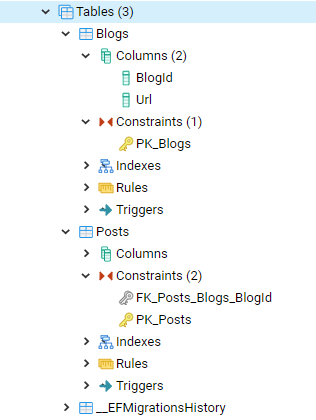 Tables (3)
Blogs
Columns (2)
BlogId
Url
Constraints (1)
PK_Blogs
Indexes
Rules
Triggers
Posts
Columns
Constraints (2)
FK_Posts_Blogs_BlogId
PK_Posts
Indexes
Rules
Triggers
__EFMigrationsHistory